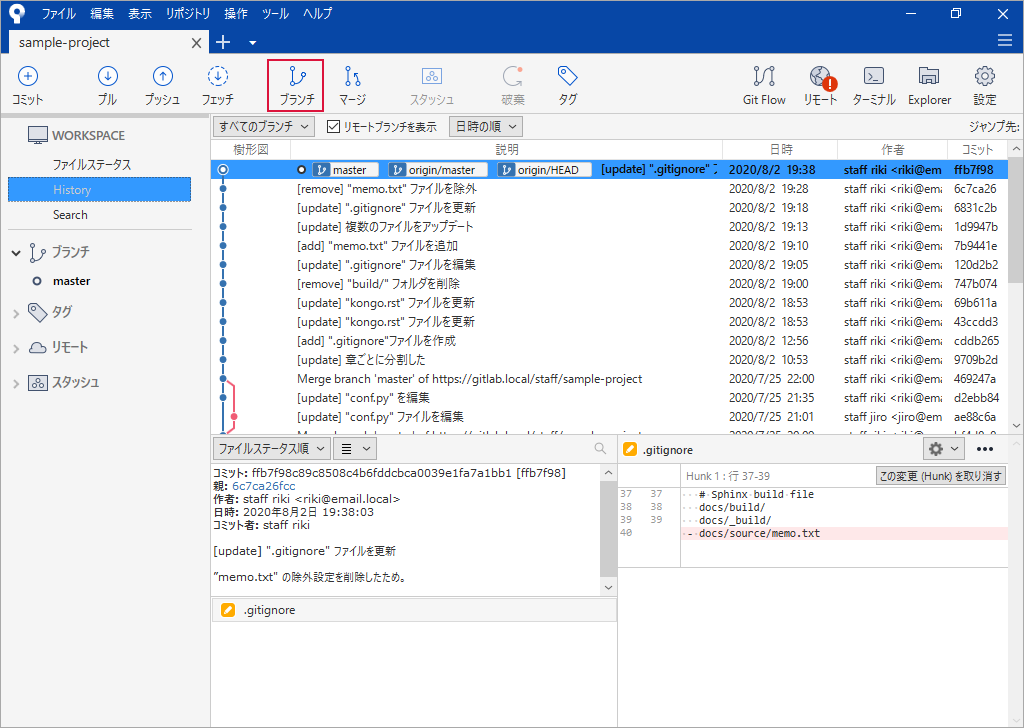 ファイル 編集 表示 リポジトリ 操作 ツール ヘルプ
sample-project
コミット プル プッシュ フェッチ ブランチ マージ スタッシュ 破棄 タグ Git Flow リモート ターミナル Explorer 設定
WORKSPACE
ファイルステータス
History
Search
ブランチ
master
タグ
リモート
スタッシュ
すべてのブランチ リモートブランチを表示 日時の順 ジャンプ先:
樹形図 説明 日時 作者 コミット
master origin/master origin/HEAD [update] ".gitignore" 2020/8/2 19:38 staff riki <riki@em ffb7f98
[remove] "memo.txt" ファイルを除外 2020/8/2 19:28 staff riki <riki@ema 6c7ca26
[update] ".gitignore" ファイルを更新 2020/8/2 19:18 staff riki <riki@ema 6831c2b
[update] 複数のファイルをアップデート 2020/8/2 19:13 staff riki <riki@ema 1d9947b
[add] "memo.txt" ファイルを追加 2020/8/2 19:10 staff riki <riki@ema 7b9441e
[update] ".gitignore" ファイルを編集 2020/8/2 19:05 staff riki <riki@ema 120d2b2
[remove] "build/" フォルダを削除 2020/8/2 19:00 staff riki <riki@ema 747b074
[update] "kongo.rst" ファイルを更新 2020/8/2 18:53 staff riki <riki@ema 69b611a
[update] "kongo.rst" ファイルを更新 2020/8/2 18:53 staff riki <riki@ema 43ccdd3
[add] ".gitignore"ファイルを作成 2020/8/2 12:56 staff riki <riki@ema cddb265
[update] 章ごとに分割した 2020/8/2 10:53 staff riki <riki@ema 9709b2d
Merge branch 'master' of https://gitlab.local/staff/sample-project 2020/7/25 22:00 staff riki <riki@ema 469247a
[update] "conf.py" を編集 2020/7/25 21:35 staff riki <riki@ema d2ebb84
[update] "conf.py" ファイルを編集 2020/7/25 21:01 staff jiro <jiro@em ae88c6a
ファイルステータス順
コミット: ffb7f98c89c8508c4b6fddcbca0039e1fa7a1bb1 [ffb7f98]
親: 6c7ca26fcc
作者: staff riki <riki@email.local>
日時: 2020年8月2日 19:38:03
コミット者: staff riki
[update] ".gitignore" ファイルを更新
"memo.txt" の除外設定を削除したため。
.gitignore
.gitignore
Hunk 1 : 行 37-39 この変更 (Hunk) を取り消す
37 37 # Sphinx build file
38 38 docs/build/
39 39 docs/_build/
40 - docs/source/memo.txt